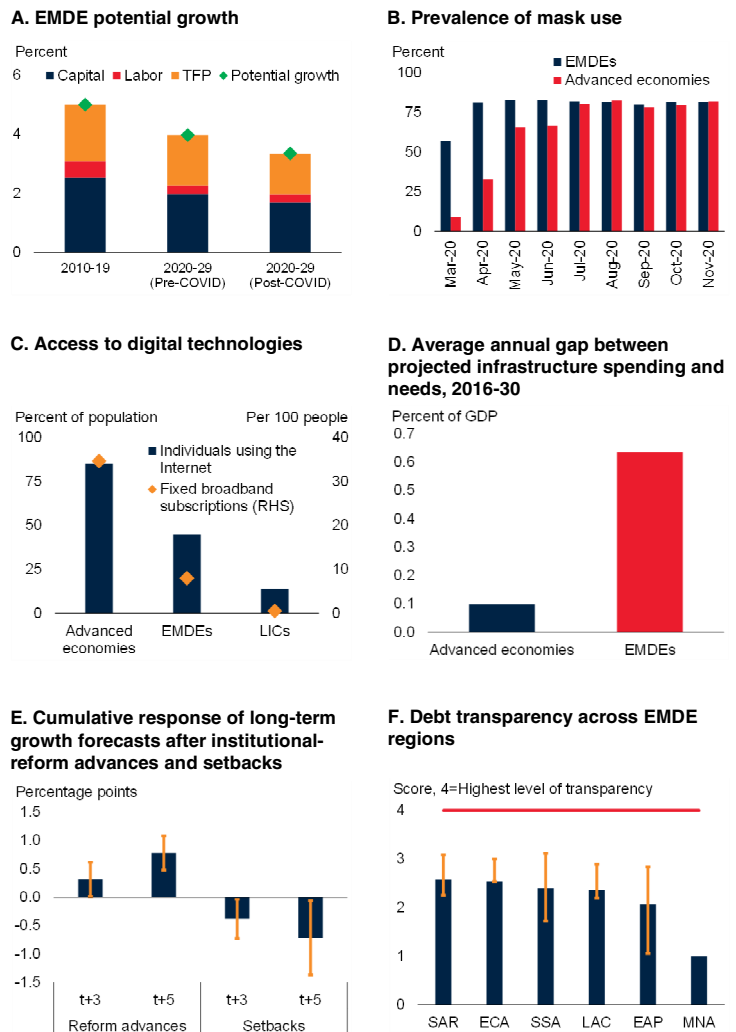 A. EMDE potential growth
Percent
6
Capital Labor TFP Potential growth
4
2
0
2010-19 2020-29 2020-29
(Pre-COVID) (Post-COVID)
B. Prevalence of mask use
Percent
100
EMDEs
Advanced economies
75
50
25
0
Mar-20 Apr-20 May-20 Jun-20 Jul-20 Aug-20 Sep-20 Oct-20 Nov-20
C. Access to digital technologies
Percent of population Per 100 people
100 40
Individuals using the
Internet
Fixed broadband
subscriptions (RHS)
75 30
50 20
25 10
0 0
Advanced EMDEs LICs
economies
D. Average annual gap between
projected infrastructure spending and
needs, 2016-30
Percent of GDP
0.7
0.6
0.5
0.4
0.3
0.2
0.1
0.0
Advanced economies EMDEs
E. Cumulative response of long-term
growth forecasts after institutional-
reform advances and setbacks
Percentage points
1.5
1.0
0.5
0.0
-0.5
-1.0
-1.5
t+3 t+5 t+3 t+5
Reform advances Setbacks
F. Debt transparency across EMDE
regions
Score, 4=Highest level of transparency
4
3
2
1
0
SAR ECA SSA LAC EAP MNA